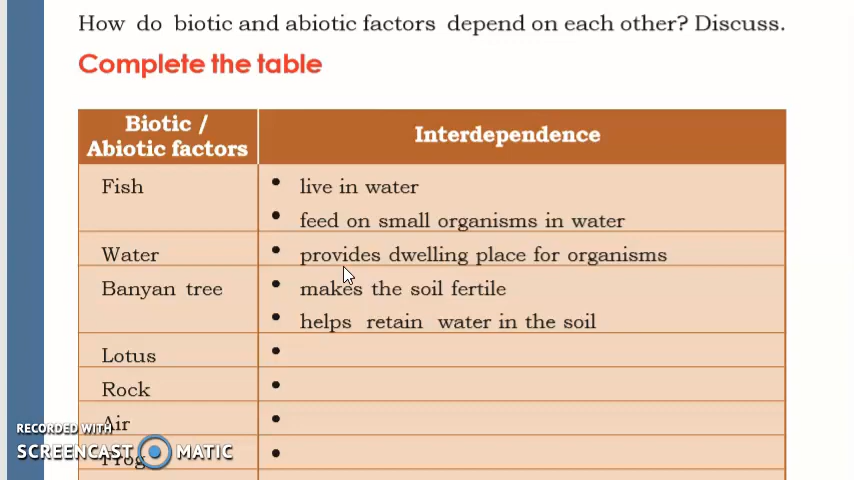 How do biotic and abiotic factors depend on each other? Discuss.
Complete the table
Biotic /
Abiotic factors
Interdependence
Fish
• live in water
• feed on small organisms in water
Water
• provides dwelling place for organisms
Banyan tree
• makes the soil fertile
• helps retain water in the soil
Lotus
•
Rock
•
Air
•
Frog
•
RECORDED WITH
SCREENCAST MATIC